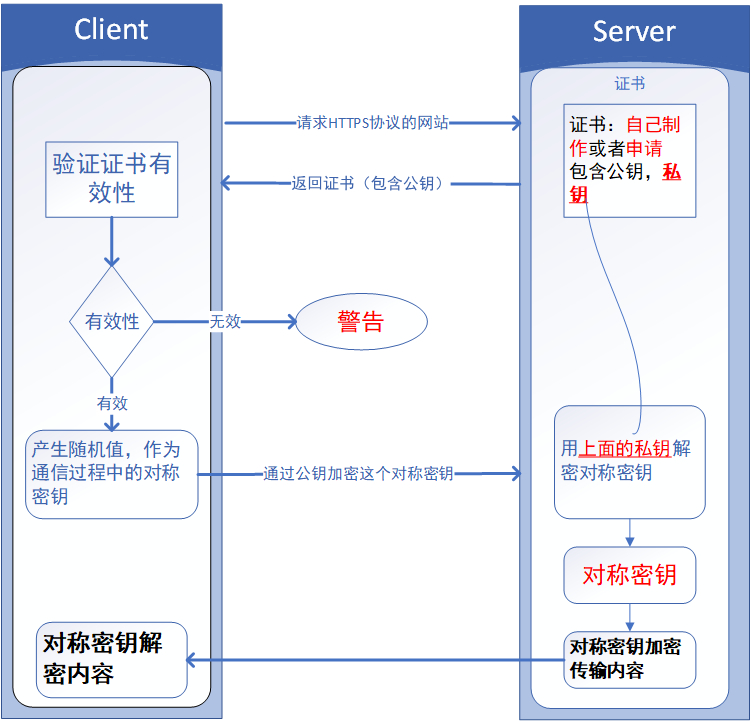 Client
Server
证书
请求HTTPS协议的网站
证书：自己制
作或者申请
包含公钥，私
钥
验证证书有
效性
返回证书（包含公钥）
有效性
无效
警告
有效
产生随机值，作为
通信过程中的对称
密钥
通过公钥加密这个对称密钥
用上面的私钥解
密对称密钥
对称密钥
对称密钥解
密内容
对称密钥加密
传输内容